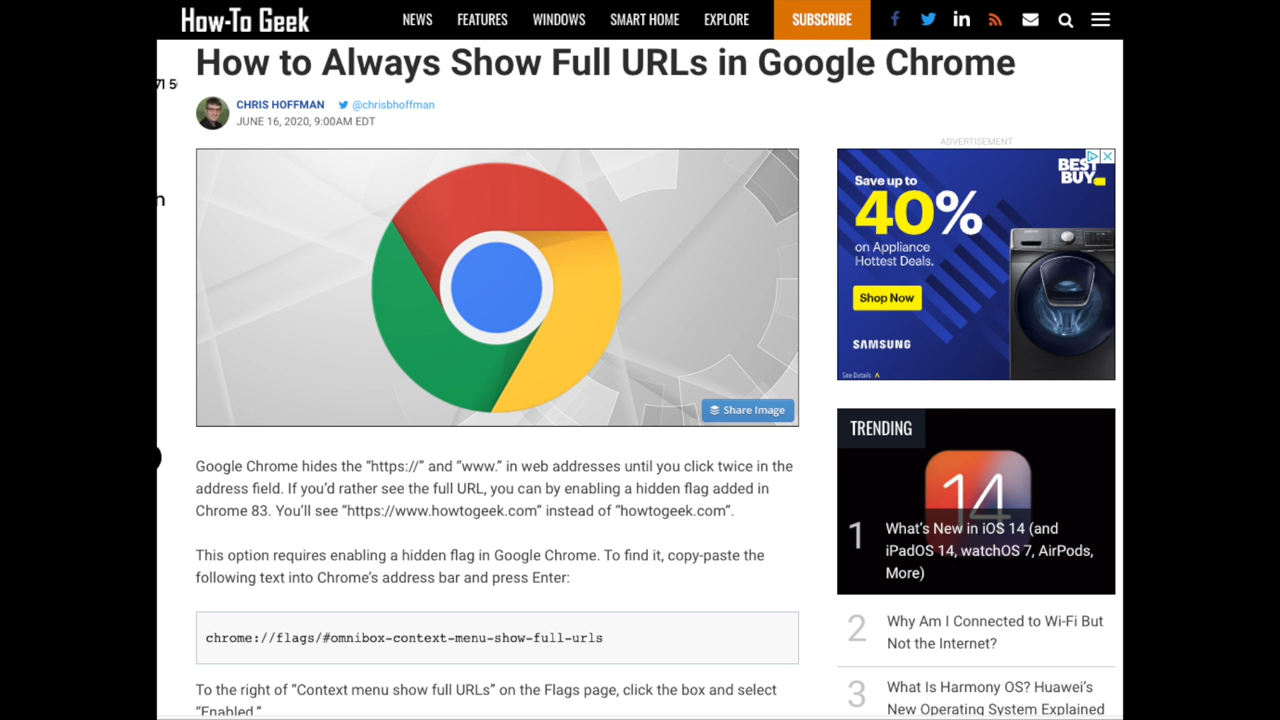 How-To Geek
NEWS FEATURES WINDOWS SMART HOME EXPLORE SUBSCRIBE
How to Always Show Full URLs in Google Chrome
CHRIS HOFFMAN @chrisbhoffman
JUNE 16, 2020, 9:00AM EDT
Share Image
Google Chrome hides the “https://” and “www.” in web addresses until you click twice in the
address field. If you’d rather see the full URL, you can by enabling a hidden flag added in
Chrome 83. You’ll see “https://www.howtogeek.com” instead of “howtogeek.com”.
This option requires enabling a hidden flag in Google Chrome. To find it, copy-paste the
following text into Chrome’s address bar and press Enter:
chrome://flags/#omnibox-context-menu-show-full-urls
To the right of “Context menu show full URLs” on the Flags page, click the box and select
“Enabled.”
ADVERTISEMENT
BEST
BUY
Save up to
40%
on Appliance
Hottest Deals.
Shop Now
SAMSUNG
See Details
TRENDING
14
1
What’s New in iOS 14 (and
iPadOS 14, watchOS 7, AirPods,
More)
2
Why Am I Connected to Wi-Fi But
Not the Internet?
3
What Is Harmony OS? Huawei’s
New Operating System Explained